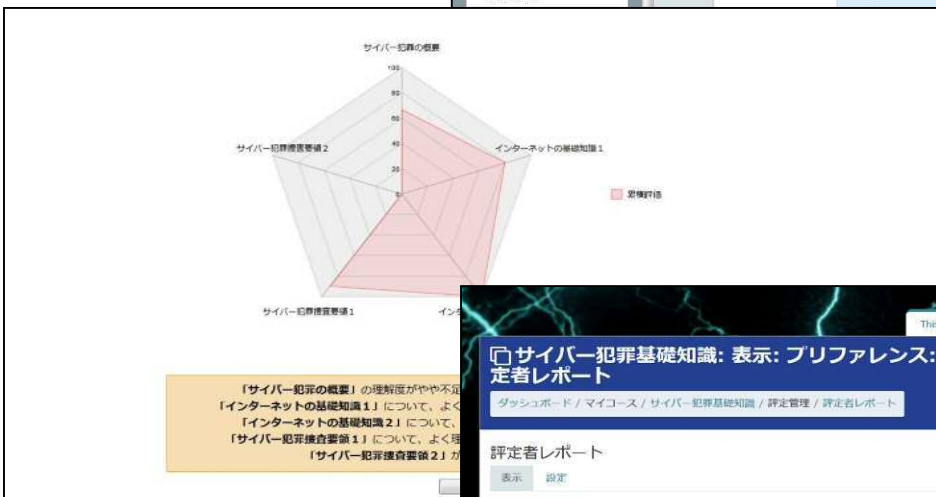 サイバー犯罪の概要
100
80
60
40
20
0
サイバー犯罪捜査要領2
インターネットの基礎知識1
累積評価
サイバー犯罪捜査要領1
イン
「サイバー犯罪の概要」の理解度がやや不足
「インターネットの基礎知識1」について、よく
「インターネットの基礎知識2」について、
「サイバー犯罪捜査要領1」について、よく理
「サイバー犯罪捜査要領2」が
This
サイバー犯罪基礎知識: 表示: プリファレンス:
定者レポート
ダッシュボード / マイコース / サイバー犯罪基礎知識 / 評定管理 / 評定者レポート
評定者レポート
表示 設定